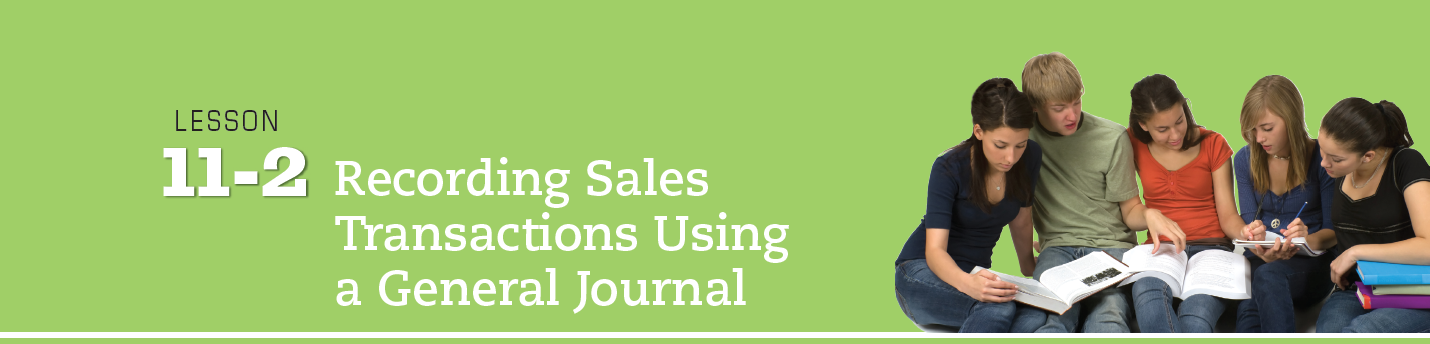 LESSON
11-2 Recording Sales
Transactions Using
a General Journal